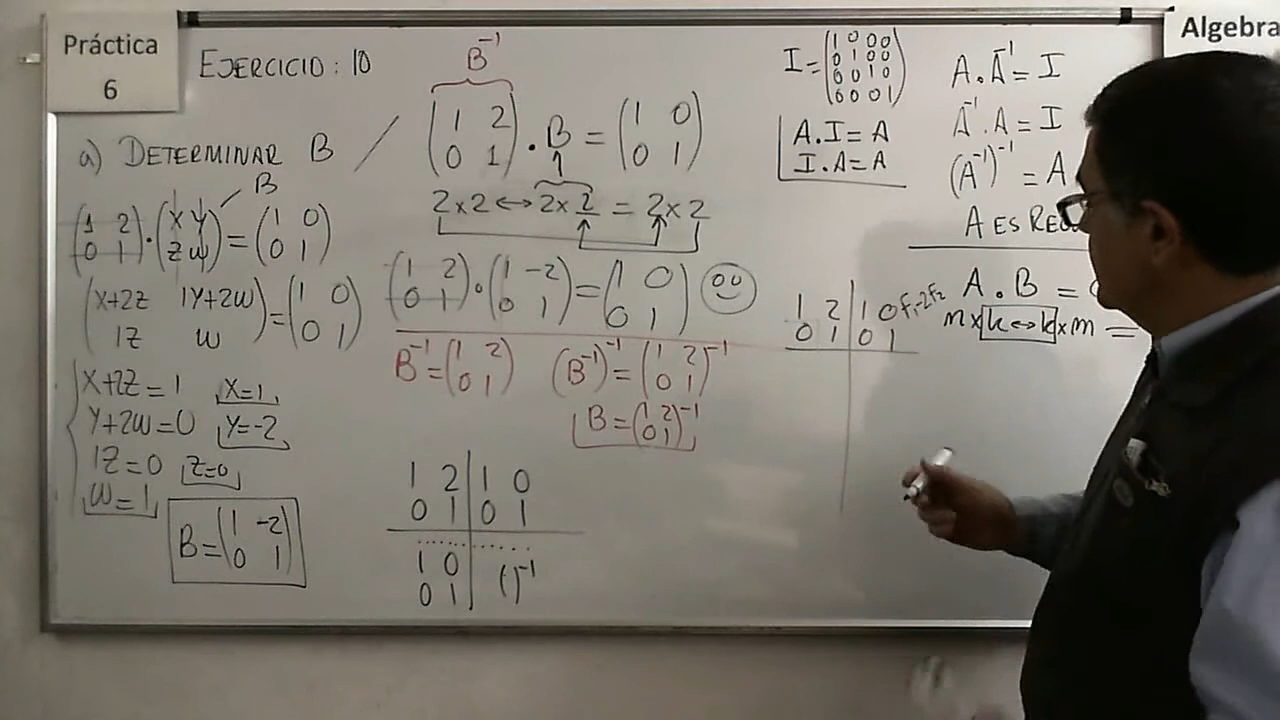 Práctica
6
EJERCICIO: 10
a) DETERMINAR B /
B⁻¹
(1 2
0 1) . B = (1 0
0 1)
2x2 ↔ 2x2 = 2x2
B
(1 2
0 1) . (X Y
Z W) = (1 0
0 1)
(X+2Z 1Y+2W
1Z W) = (1 0
0 1)
X+2Z=1 X=1
Y+2W=0 Y=-2
1Z=0 Z=0
W=1
B=(1 -2
0 1)
(1 2
0 1) . (1 -2
0 1) = (1 0
0 1)
B⁻¹=(1 2
0 1)
(B⁻¹)⁻¹=(1 2
0 1)⁻¹
B=(1 2
0 1)⁻¹
1 2 | 1 0
0 1 | 0 1
........
1 0
0 1 | ( )⁻¹
I=(1 0 0 0
0 1 0 0
0 0 1 0
0 0 0 1)
A.I=A
I.A=A
1 2 | 1 0 F₁-2F₂
0 1 | 0 1
Algebra
A.A⁻¹=I
A⁻¹.A=I
(A⁻¹)⁻¹=A
A ES
A.B=
mxk↔kxm=